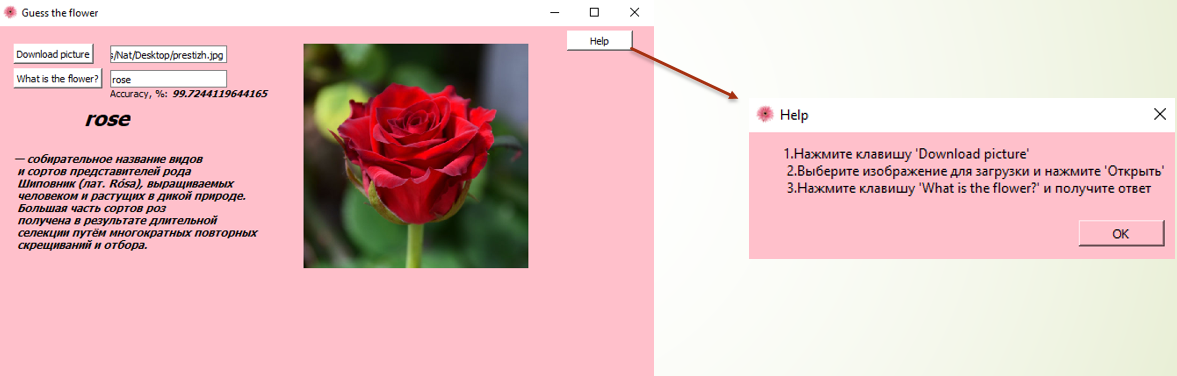 Guess the flower
Help
Download picture
s/Nat/Desktop/prestizh.jpg
What is the flower?
rose
Accuracy, %: 99.7244119644165
rose
— собирательное название видов
и сортов представителей рода
Шиповник (лат. Rósa), выращиваемых
человеком и растущих в дикой природе.
Большая часть сортов роз
получена в результате длительной
селекции путём многократных повторных
скрещиваний и отбора.
Help
1.Нажмите клавишу 'Download picture'
2.Выберите изображение для загрузки и нажмите 'Открыть'
3.Нажмите клавишу 'What is the flower?' и получите ответ
OK